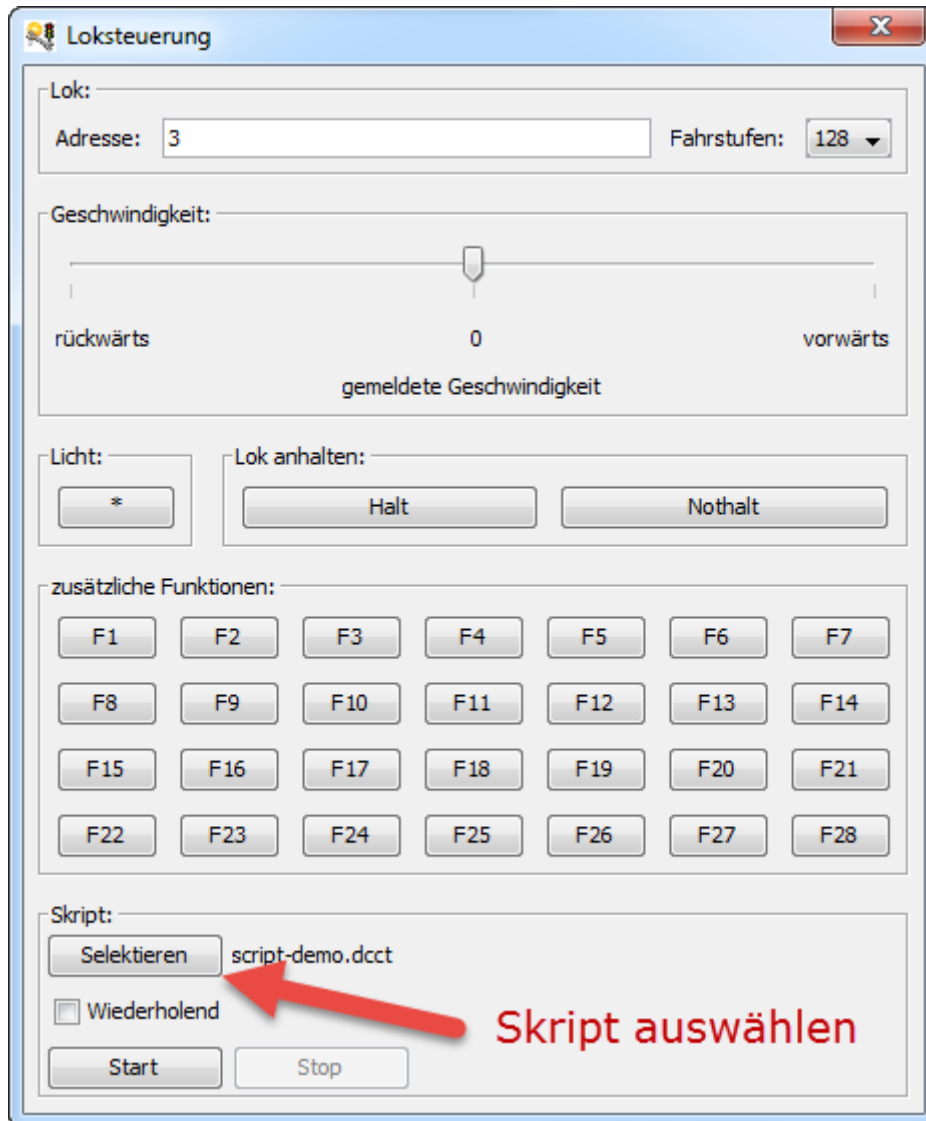 Loksteuerung
Lok:
Adresse: 3 Fahrstufen: 128
Geschwindigkeit:
rückwärts 0 vorwärts
gemeldete Geschwindigkeit
Licht: Lok anhalten:
* Halt Nothalt
zusätzliche Funktionen:
F1 F2 F3 F4 F5 F6 F7
F8 F9 F10 F11 F12 F13 F14
F15 F16 F17 F18 F19 F20 F21
F22 F23 F24 F25 F26 F27 F28
Skript:
Selektieren script-demo.dcct
Wiederholend
Skript auswählen
Start Stop